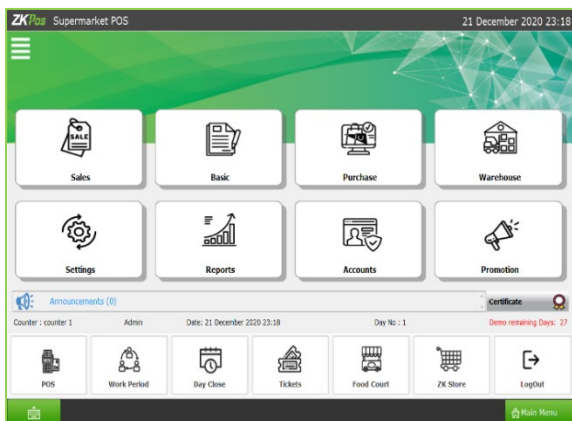 ZKPos Supermarket POS 21 December 2020 23:18
SALE
Sales Basic Purchase Warehouse
Settings Reports Accounts Promotion
Announcements (0) Certificate
Counter : counter 1 Admin Date: 21 December 2020 23:18 Day No : 1 Demo remaining Days: 27
POS Work Period Day Close Tickets Food Court ZK Store LogOut
Main Menu